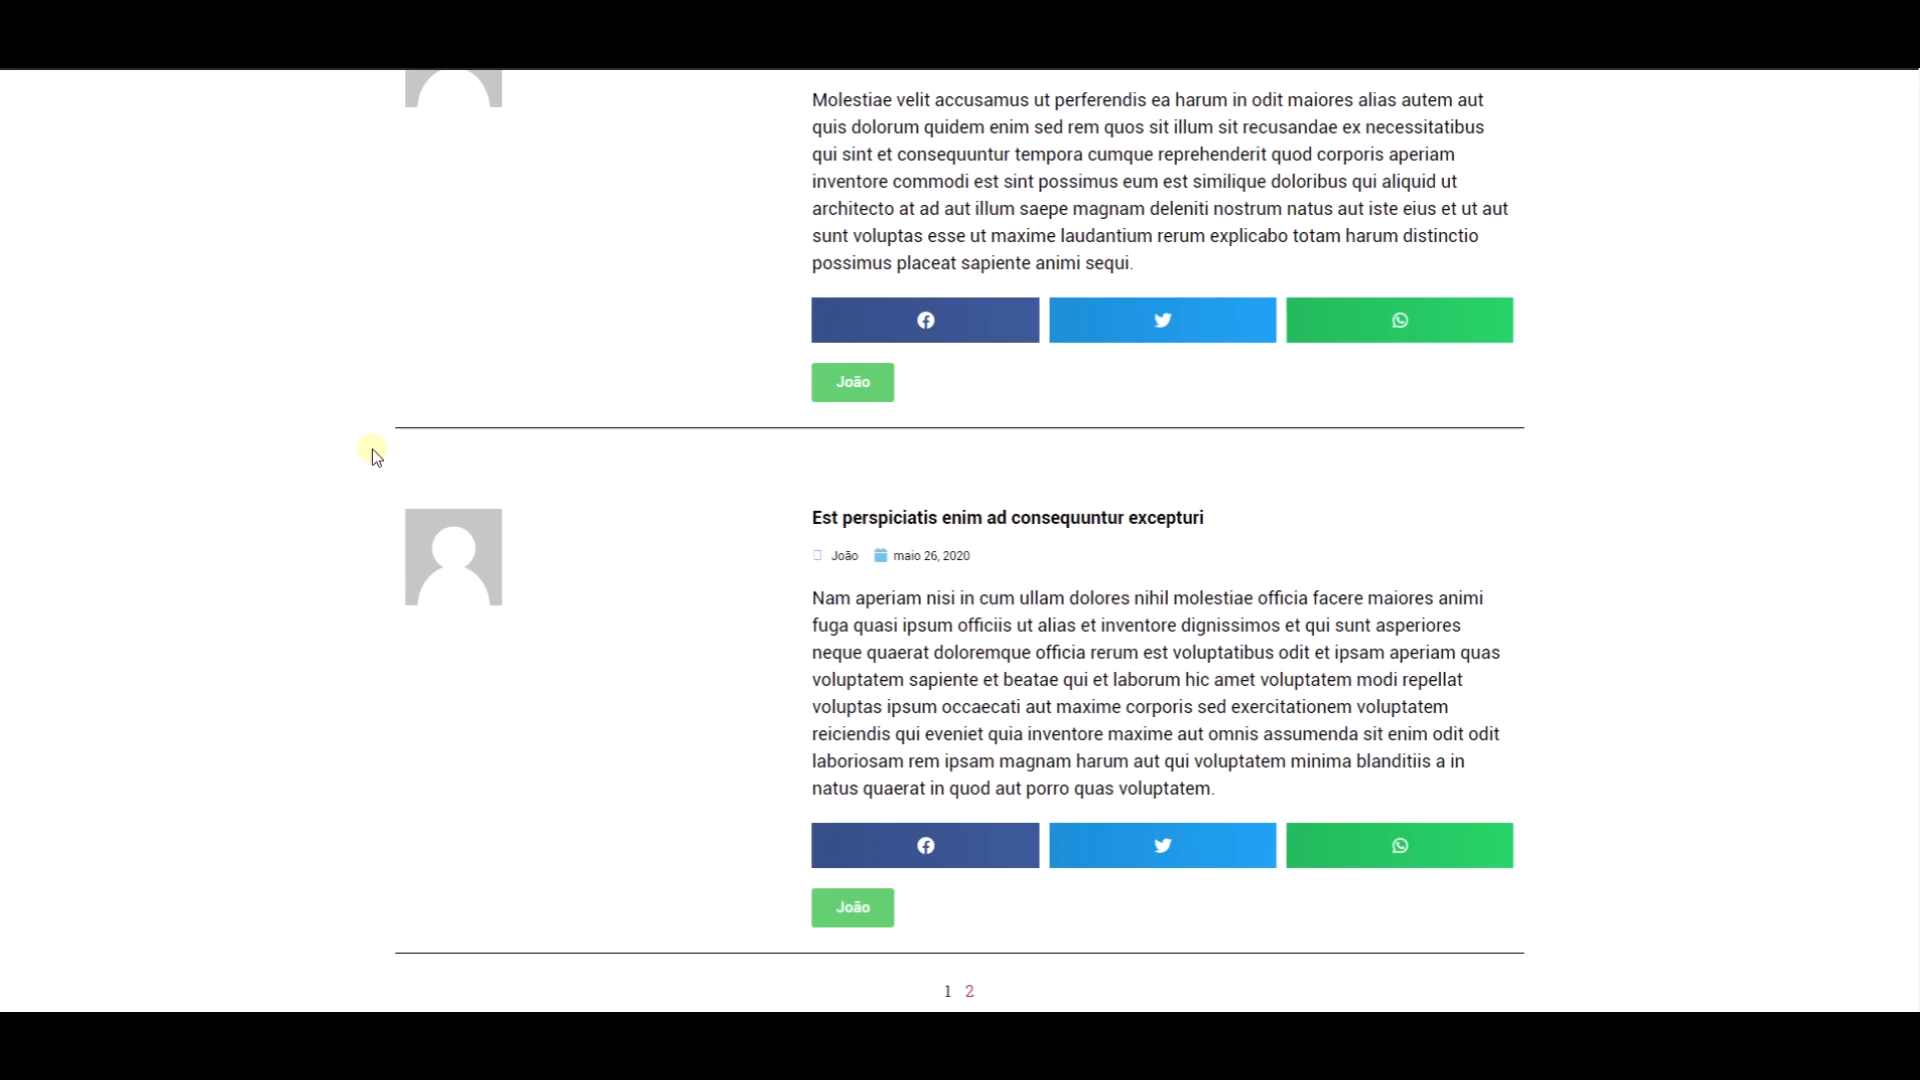 Molestiae velit accusamus ut perferendis ea harum in odit maiores alias autem aut
quis dolorum quidem enim sed rem quos sit illum sit recusandae ex necessitatibus
qui sint et consequuntur tempora cumque reprehenderit quod corporis aperiam
inventore commodi est sint possimus eum est similique doloribus qui aliquid ut
architecto at ad aut illum saepe magnam deleniti nostrum natus aut iste eius et ut aut
sunt voluptas esse ut maxime laudantium rerum explicabo totam harum distinctio
possimus placeat sapiente animi sequi.
João
Est perspiciatis enim ad consequuntur excepturi
João maio 26, 2020
Nam aperiam nisi in cum ullam dolores nihil molestiae officia facere maiores animi
fuga quasi ipsum officiis ut alias et inventore dignissimos et qui sunt asperiores
neque quaerat doloremque officia rerum est voluptatibus odit et ipsam aperiam quas
voluptatem sapiente et beatae qui et laborum hic amet voluptatem modi repellat
voluptas ipsum occaecati aut maxime corporis sed exercitationem voluptatem
reiciendis qui eveniet quia inventore maxime aut omnis assumenda sit enim odit odit
laboriosam rem ipsam magnam harum aut qui voluptatem minima blanditiis a in
natus quaerat in quod aut porro quas voluptatem.
João
1 2